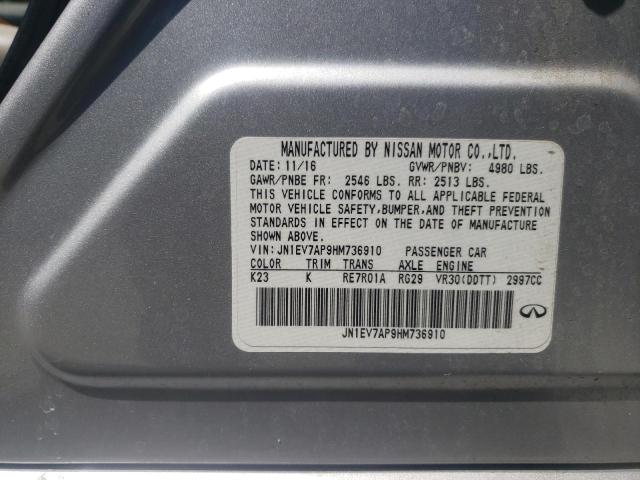 MANUFACTURED BY NISSAN MOTOR CO.,LTD.
DATE: 11/16 GVWR/PNBV: 4980 LBS.
GAWR/PNBE FR: 2546 LBS. RR: 2513 LBS.
THIS VEHICLE CONFORMS TO ALL APPLICABLE FEDERAL
MOTOR VEHICLE SAFETY,BUMPER,AND THEFT PREVENTION
STANDARDS IN EFFECT ON THE DATE OF MANUFACTURE
SHOWN ABOVE.
VIN: JN1EV7AP9HM736910 PASSENGER CAR
COLOR TRIM TRANS AXLE ENGINE
K23 K RE7R01A RG29 VR30(DDTT) 2997CC
JN1EV7AP9HM736910